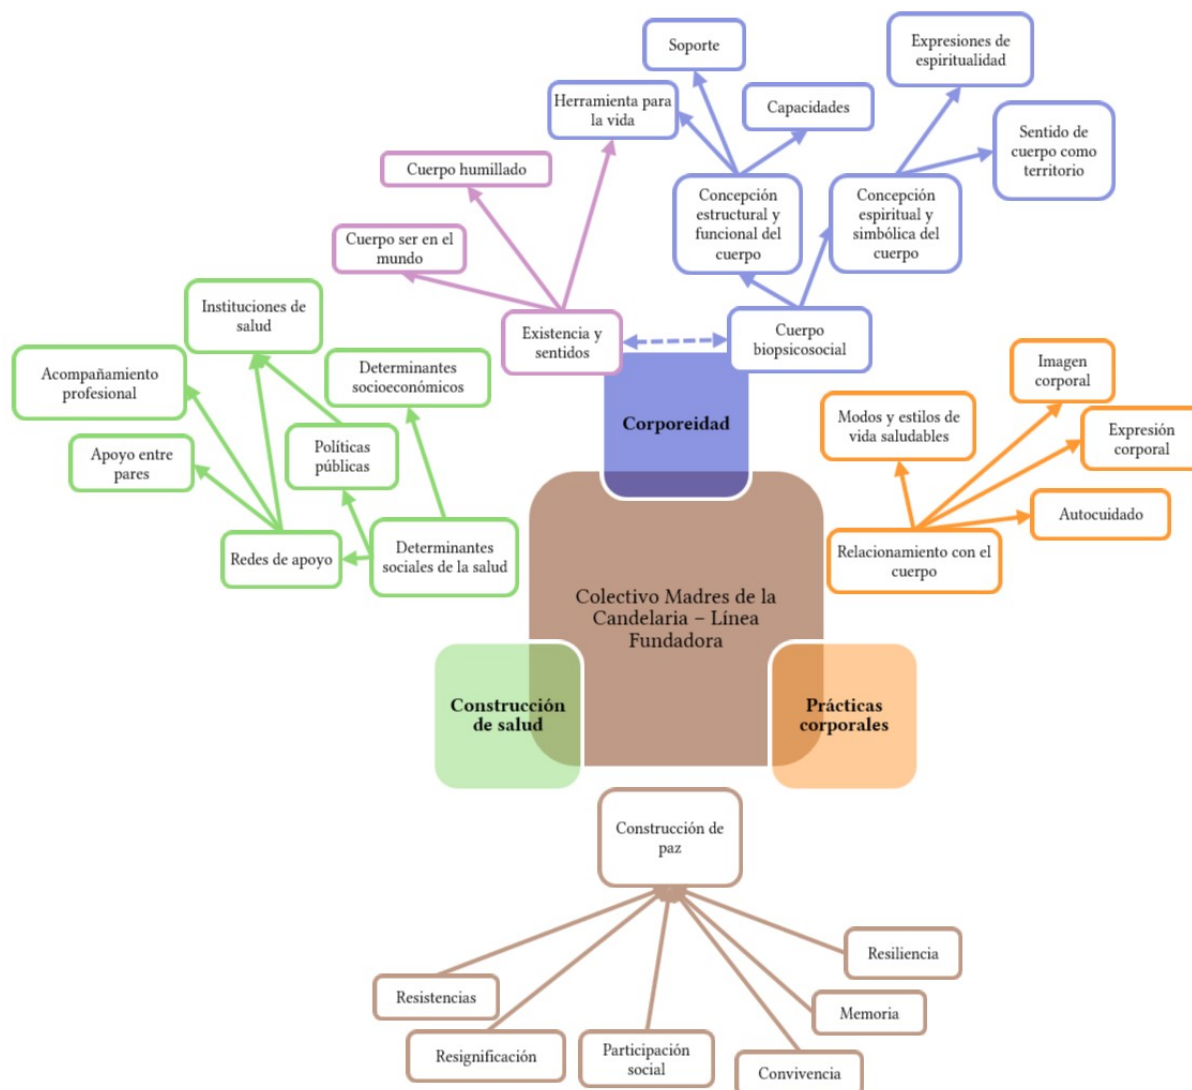 Soporte
Expresiones de
espiritualidad
Herramienta para
la vida
Capacidades
Sentido de
cuerpo como
territorio
Cuerpo humillado
Concepción
estructural y
funcional del
cuerpo
Concepción
espiritual y
simbólica del
cuerpo
Cuerpo ser en el
mundo
Instituciones de
salud
Existencia y
sentidos
Cuerpo
biopsicosocial
Acompañamiento
profesional
Determinantes
socioeconómicos
Imagen
corporal
Modos y estilos de
vida saludables
Corporeidad
Expresión
corporal
Apoyo entre
pares
Políticas
públicas
Autocuidado
Redes de apoyo
Determinantes
sociales de la salud
Relacionamiento con el
cuerpo
Colectivo Madres de la
Candelaria – Línea
Fundadora
Construcción
de salud
Prácticas
corporales
Construcción de
paz
Resiliencia
Resistencias
Memoria
Resignificación
Participación
social
Convivencia